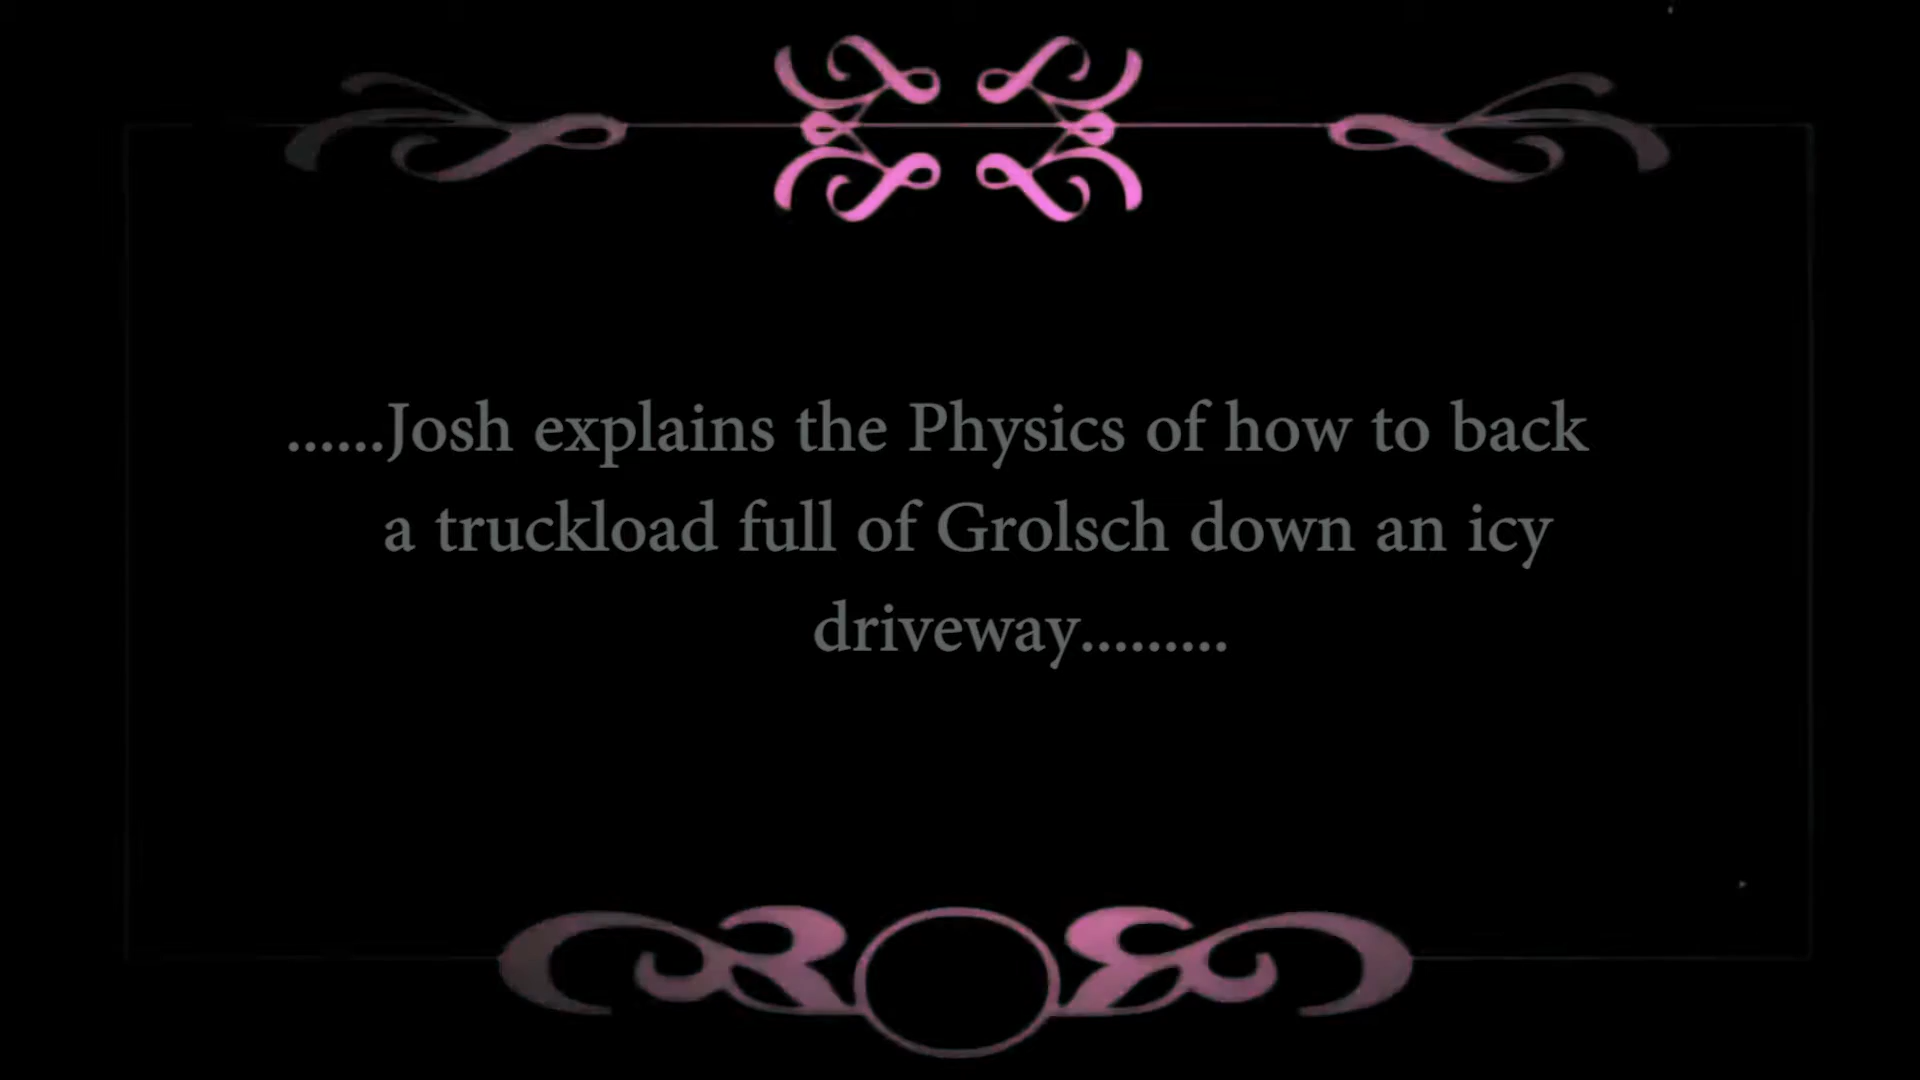 ......Josh explains the Physics of how to back
a truckload full of Grolsch down an icy
driveway.........